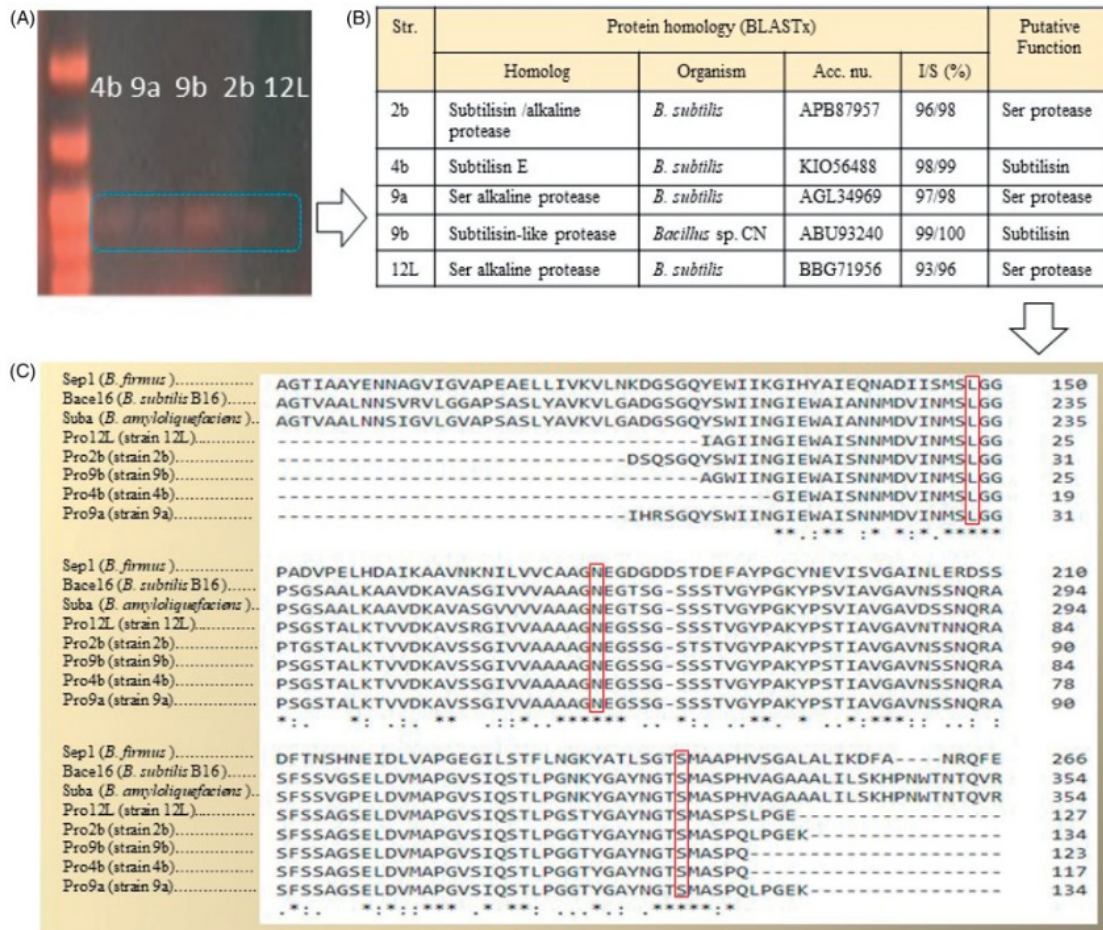 (A)
4b 9a 9b 2b 12L
(B)
Str. Protein homology (BLASTx) Putative Function
Homolog Organism Acc. nu. I/S (%)
2b Subtilisin /alkaline protease B. subtilis APB87957 96/98 Ser protease
4b Subtilisn E B. subtilis KIO56488 98/99 Subtilisin
9a Ser alkaline protease B. subtilis AGL34969 97/98 Ser protease
9b Subtilisin-like protease Bacillus sp. CN ABU93240 99/100 Subtilisin
12L Ser alkaline protease B. subtilis BBG71956 93/96 Ser protease
(C)
Sep1 (B. firmus )................... AGTIAAYENNAGVIGVAPEAELLIVKVLNKDGSGQYEWIIKGIHYAIEQNADIISMSLGG 150
Bace16 (B. subtilis B16)....... AGTVAALNNSVRVLGGAPSASLYAVKVLGADGSGQYSWIINGIEWAIANNMDVINMSLGG 235
Suba (B. amyloliquefaciens).. AGTVAALNNSIGVLGVAPSASLYAVKVLGADGSGQYSWIINGIEWAIANNMDVINMSLGG 235
Pro12L (strain 12L)............... -----------------------------------IAGIINGIEWAISNNMDVINMSLGG 25
Pro2b (strain 2b)................... -----------------------------DSQSGQYSWIINGIEWAISNNMDVINMSLGG 31
Pro9b (strain 9b)................... -----------------------------------AGWIINGIEWAISNNMDVINMSLGG 25
Pro4b (strain 4b)................... -----------------------------------------GIEWAISNNMDVINMSLGG 19
Pro9a (strain 9a)................... -----------------------------IHRSGQYSWIINGIEWAISNNMDVINMSLGG 31
**.:** :* *:*.*****
Sep1 (B. firmus )................... PADVPELHDAIKAAVNKNILVVCAAGNEGDGDDSTDEFAYPGCYNEVISVGAINLERDSS 210
Bace16 (B. subtilis B16)....... PSGSAALKAAVDKAVASGIVVVAAAGNEGTSG-SSSTVGYPGKYPSVIAVGAVNSSNQRA 294
Suba (B. amyloliquefaciens).. PSGSAALKAAVDKAVASGVVVVAAAGNEGTSG-SSSTVGYPGKYPSVIAVGAVDSSNQRA 294
Pro12L (strain 12L)............... PSGSTALKTVVDKAVSRGIVVAAAAGNEGSSG-SSSTVGYPAKYPSTIAVGAVNTNNQRA 84
Pro2b (strain 2b)................... PTGSTALKTVVDKAVSSGIVVAAAAGNEGSSG-STSTVGYPAKYPSTIAVGAVNSSNQRA 90
Pro9b (strain 9b)................... PSGSTALKTVVDKAVSSGIVVAAAAGNEGSSG-SSSTVGYPAKYPSTIAVGAVNSSNQRA 84
Pro4b (strain 4b)................... PSGSTALKTVVDKAVSSGIVVAAAAGNEGSSG-SSSTVGYPAKYPSTIAVGAVNSSNQRA 78
Pro9a (strain 9a)................... PSGSTALKTVVDKAVSSGIVVAAAAGNEGSSG-SSSTVGYPAKYPSTIAVGAVNSSNQRA 90
*:. *: .:. ** .::*. ****** .. *:. .** * ..*:***:: ..: :
Sep1 (B. firmus )................... DFTNSHNEIDLVAPGEGILSTFLNGKYATLSGTSMAAPHVSGALALIKDFA----NRQFE 266
Bace16 (B. subtilis B16)....... SFSSVGPELDVMAPGVSIQSTLPGNKYGAYNGTSMASPHVAGAAALILSKHPNWTNTQVR 354
Suba (B. amyloliquefaciens).. SFSSVGPELDVMAPGVSIQSTLPGNKYGAYNGTSMASPHVAGAAALILSKHPNWTNTQVR 354
Pro12L (strain 12L)............... SFSSAGSELDVMAPGVSIQSTLPGSTYGAYNGTSMASPSLPGE----------------- 127
Pro2b (strain 2b)................... SFSSAGSELDVMAPGVSIQSTLPGGTYGAYNGTSMASPQLPGEK---------------- 134
Pro9b (strain 9b)................... SFSSAGSELDVMAPGVSIQSTLPGGTYGAYNGTSMASPQ--------------------- 123
Pro4b (strain 4b)................... SFSSAGSELDVMAPGVSIQSTLPGGTYGAYNGTSMASPQ--------------------- 117
Pro9a (strain 9a)................... SFSSAGSELDVMAPGVSIQSTLPGGTYGAYNGTSMASPQLPGEK---------------- 134
.*:. *:*::*** .* **: . .*.: .*****:*